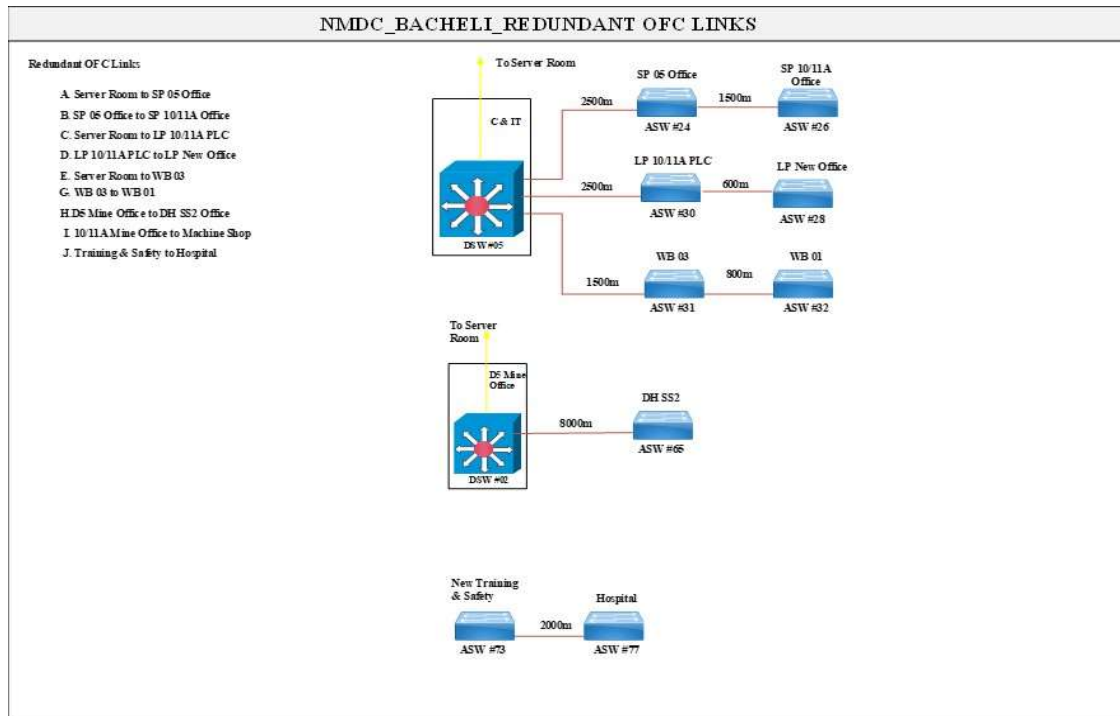 NMDC_BACHELI_REDUNDANT OFC LINKS
Redundant OFC Links
A. Server Room to SP 05 Office
B. SP 05 Office to SP 10/11A Office
C. Server Room to LP 10/11A PLC
D. LP 10/11A PLC to LP New Office
E. Server Room to WB 03
G. WB 03 to WB 01
H.D5 Mine Office to DH SS2 Office
I. 10/11A Mine Office to Machine Shop
J. Training & Safety to Hospital
To Server Room
C & IT
DSW #05
2500m
SP 05 Office
ASW #24
1500m
SP 10/11A
Office
ASW #26
2500m
LP 10/11A PLC
ASW #30
600m
LP New Office
ASW #28
1500m
WB 03
ASW #31
800m
WB 01
ASW #32
To Server
Room
D5 Mine
Office
DSW #02
8000m
DH SS2
ASW #65
New Training
& Safety
ASW #73
2000m
Hospital
ASW #77